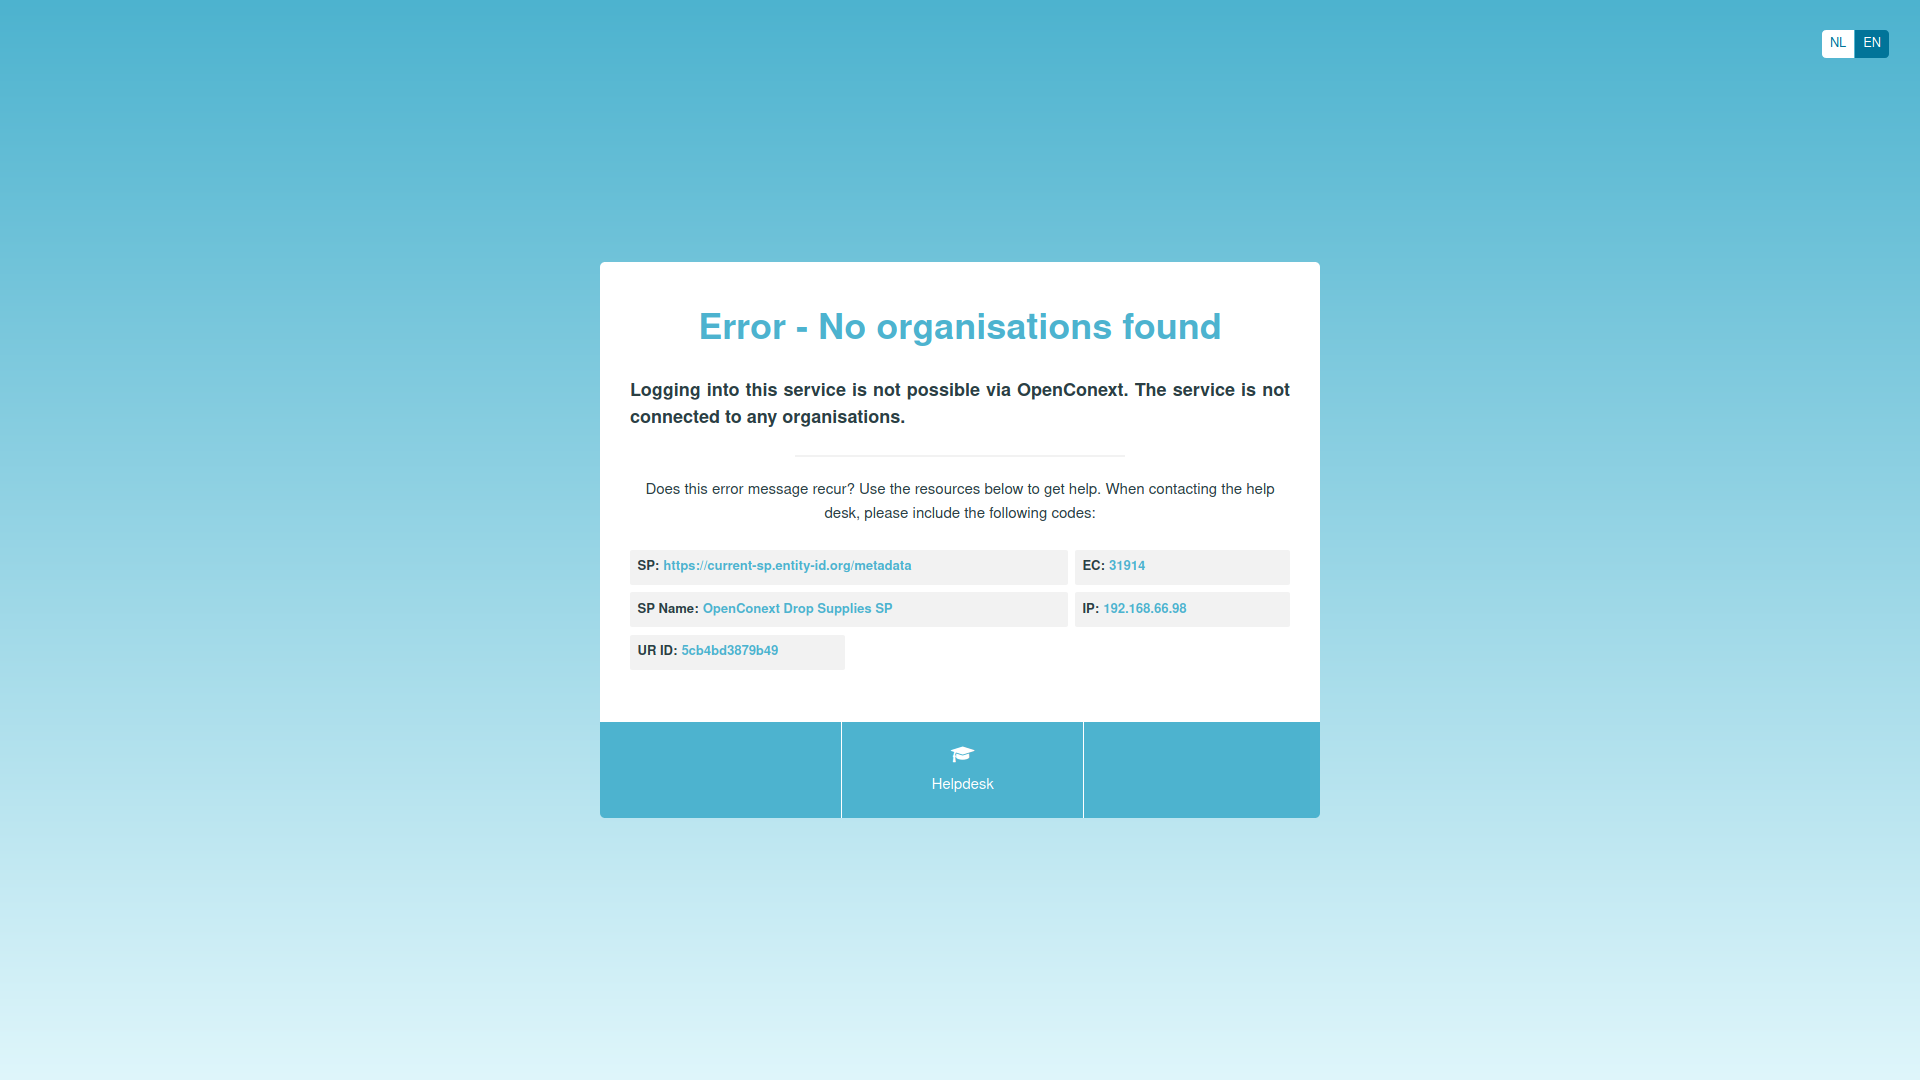 NL EN
Error - No organisations found
Logging into this service is not possible via OpenConext. The service is not
connected to any organisations.
Does this error message recur? Use the resources below to get help. When contacting the help
desk, please include the following codes:
SP: https://current-sp.entity-id.org/metadata
EC: 31914
SP Name: OpenConext Drop Supplies SP
IP: 192.168.66.98
UR ID: 5cb4bd3879b49
Helpdesk